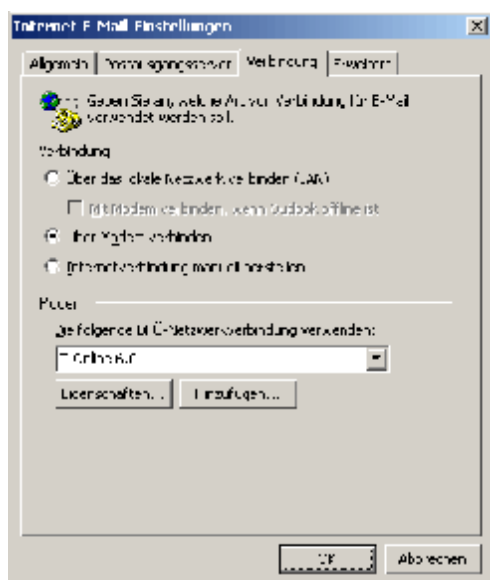 Internet E-Mail Einstellungen
Allgemein Postausgangsserver Verbindung Erweitert
Geben Sie an, welche Art von Verbindung für E-Mail
verwendet werden soll.
Verbindung
Über das lokale Netzwerk verbinden (LAN)
Mit Modem verbinden, wenn Outlook offline ist
Über Modem verbinden
Internetverbindung manuell herstellen
Modem
Die folgende DFÜ-Netzwerkverbindung verwenden:
T-Online 6.0
Eigenschaften... Hinzufügen...
OK Abbrechen